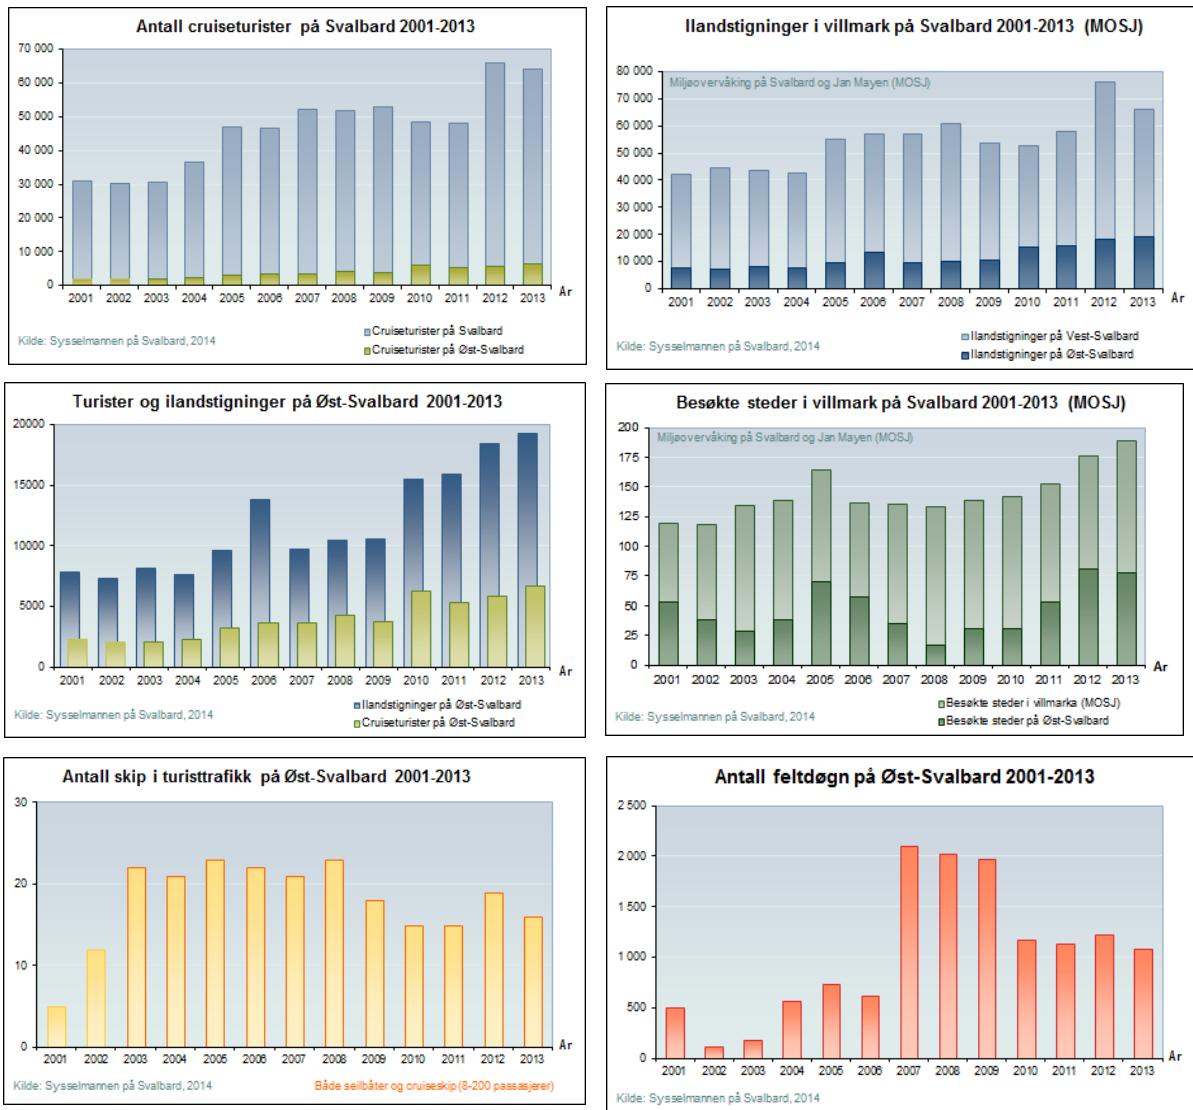 Antall cruiseturister på Svalbard 2001-2013
70 000
60 000
50 000
40 000
30 000
20 000
10 000
0
2001 2002 2003 2004 2005 2006 2007 2008 2009 2010 2011 2012 2013
År
Cruiseturister på Svalbard
Cruiseturister på Øst-Svalbard
Kilde: Sysselmannen på Svalbard, 2014
Ilandstigninger i villmark på Svalbard 2001-2013 (MOSJ)
Miljøovervåking på Svalbard og Jan Mayen (MOSJ)
80 000
70 000
60 000
50 000
40 000
30 000
20 000
10 000
0
2001 2002 2003 2004 2005 2006 2007 2008 2009 2010 2011 2012 2013
År
Ilandstigninger på Vest-Svalbard
Ilandstigninger på Øst-Svalbard
Kilde: Sysselmannen på Svalbard, 2014
Turister og ilandstigninger på Øst-Svalbard 2001-2013
20000
15000
10000
5000
0
2001 2002 2003 2004 2005 2006 2007 2008 2009 2010 2011 2012 2013
År
Ilandstigninger på Øst-Svalbard
Cruiseturister på Øst-Svalbard
Kilde: Sysselmannen på Svalbard, 2014
Besøkte steder i villmark på Svalbard 2001-2013 (MOSJ)
Miljøovervåking på Svalbard og Jan Mayen (MOSJ)
200
175
150
125
100
75
50
25
0
2001 2002 2003 2004 2005 2006 2007 2008 2009 2010 2011 2012 2013
År
Besøkte steder i villmarka (MOSJ)
Besøkte steder på Øst-Svalbard
Kilde: Sysselmannen på Svalbard, 2014
Antall skip i turisttrafikk på Øst-Svalbard 2001-2013
30
20
10
0
2001 2002 2003 2004 2005 2006 2007 2008 2009 2010 2011 2012 2013
År
Kilde: Sysselmannen på Svalbard, 2014
Både seilbåter og cruiseskip (8-200 passasjerer)
Antall feltdøgn på Øst-Svalbard 2001-2013
2 500
2 000
1 500
1 000
500
0
2001 2002 2003 2004 2005 2006 2007 2008 2009 2010 2011 2012 2013
År
Kilde: Sysselmannen på Svalbard, 2014